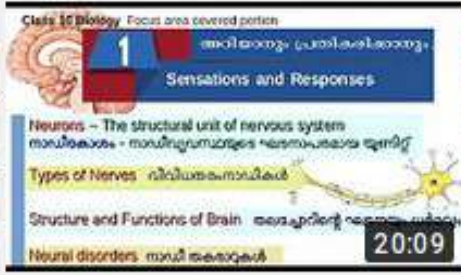 Class 10 Biology Focus area covered portion
1
അറിയാനും പ്രതികരിക്കാനും
Sensations and Responses
Neurons – The structural unit of nervous system
നാഡീകോശം - നാഡീവ്യവസ്ഥയുടെ ഘടനാപരമായ യൂണിറ്റ്
Types of Nerves വിവിധതരംനാഡികൾ
Structure and Functions of Brain തലച്ചോറിന്റെ ഘടനയും
Neural disorders നാഡീ തകരാറുകൾ
20:09